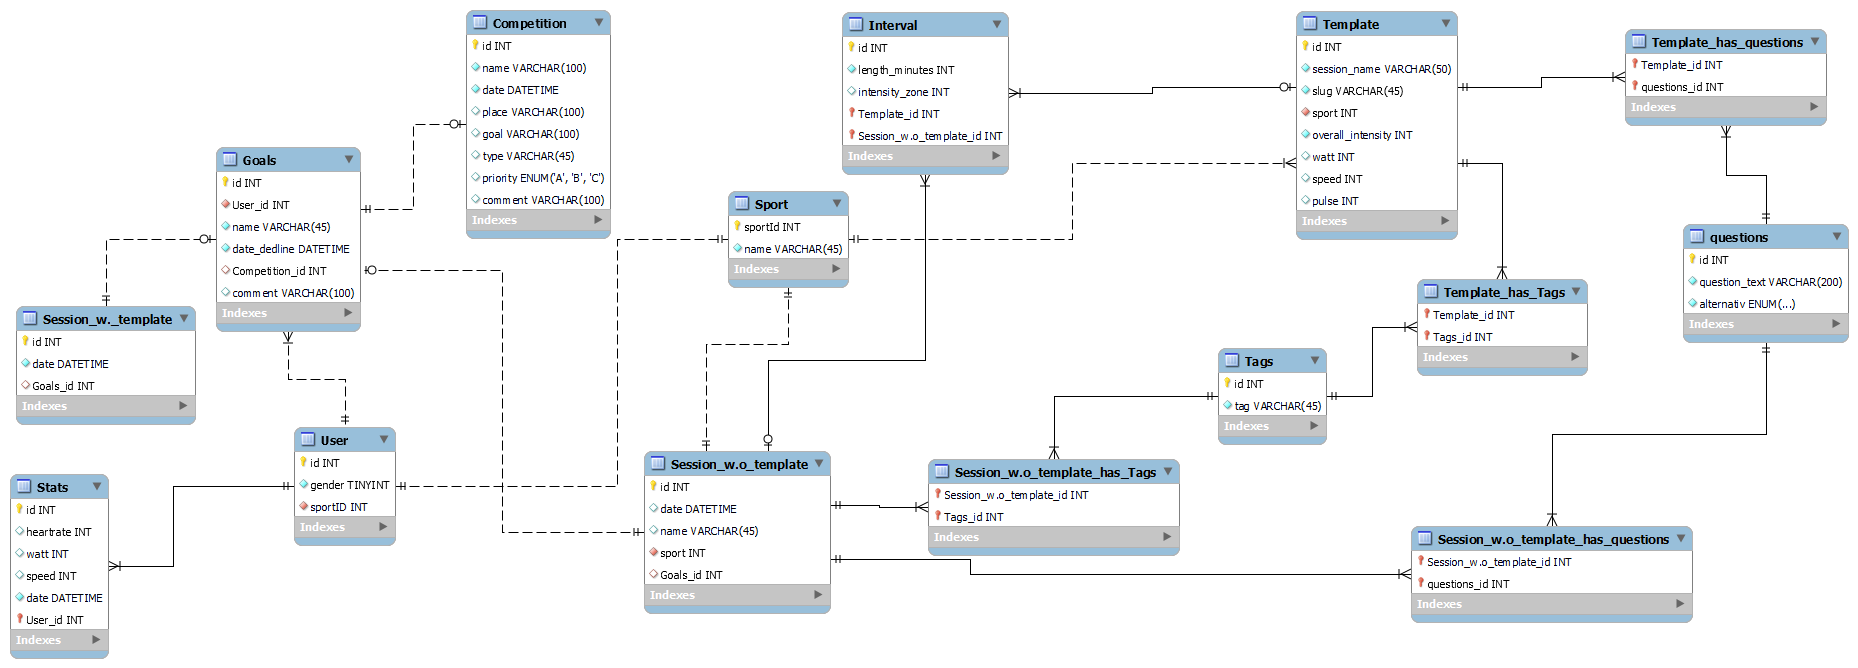 Competition
id INT
name VARCHAR(100)
date DATETIME
place VARCHAR(100)
goal VARCHAR(100)
type VARCHAR(45)
priority ENUM('A', 'B', 'C')
comment VARCHAR(100)
Indexes
Interval
id INT
length_minutes INT
intensity_zone INT
Template_id INT
Session_w.o_template_id INT
Indexes
Template
id INT
session_name VARCHAR(50)
slug VARCHAR(45)
sport INT
overall_intensity INT
watt INT
speed INT
pulse INT
Indexes
Template_has_questions
Template_id INT
questions_id INT
Indexes
Goals
id INT
User_id INT
name VARCHAR(45)
date_dedline DATETIME
Competition_id INT
comment VARCHAR(100)
Indexes
Sport
sportId INT
name VARCHAR(45)
Indexes
questions
id INT
question_text VARCHAR(200)
alternativ ENUM(...)
Indexes
Session_w._template
id INT
date DATETIME
Goals_id INT
Indexes
Template_has_Tags
Template_id INT
Tags_id INT
Indexes
Tags
id INT
tag VARCHAR(45)
Indexes
User
id INT
gender TINYINT
sportID INT
Indexes
Stats
id INT
heartrate INT
watt INT
speed INT
date DATETIME
User_id INT
Indexes
Session_w.o_template
id INT
date DATETIME
name VARCHAR(45)
sport INT
Goals_id INT
Indexes
Session_w.o_template_has_Tags
Session_w.o_template_id INT
Tags_id INT
Indexes
Session_w.o_template_has_questions
Session_w.o_template_id INT
questions_id INT
Indexes